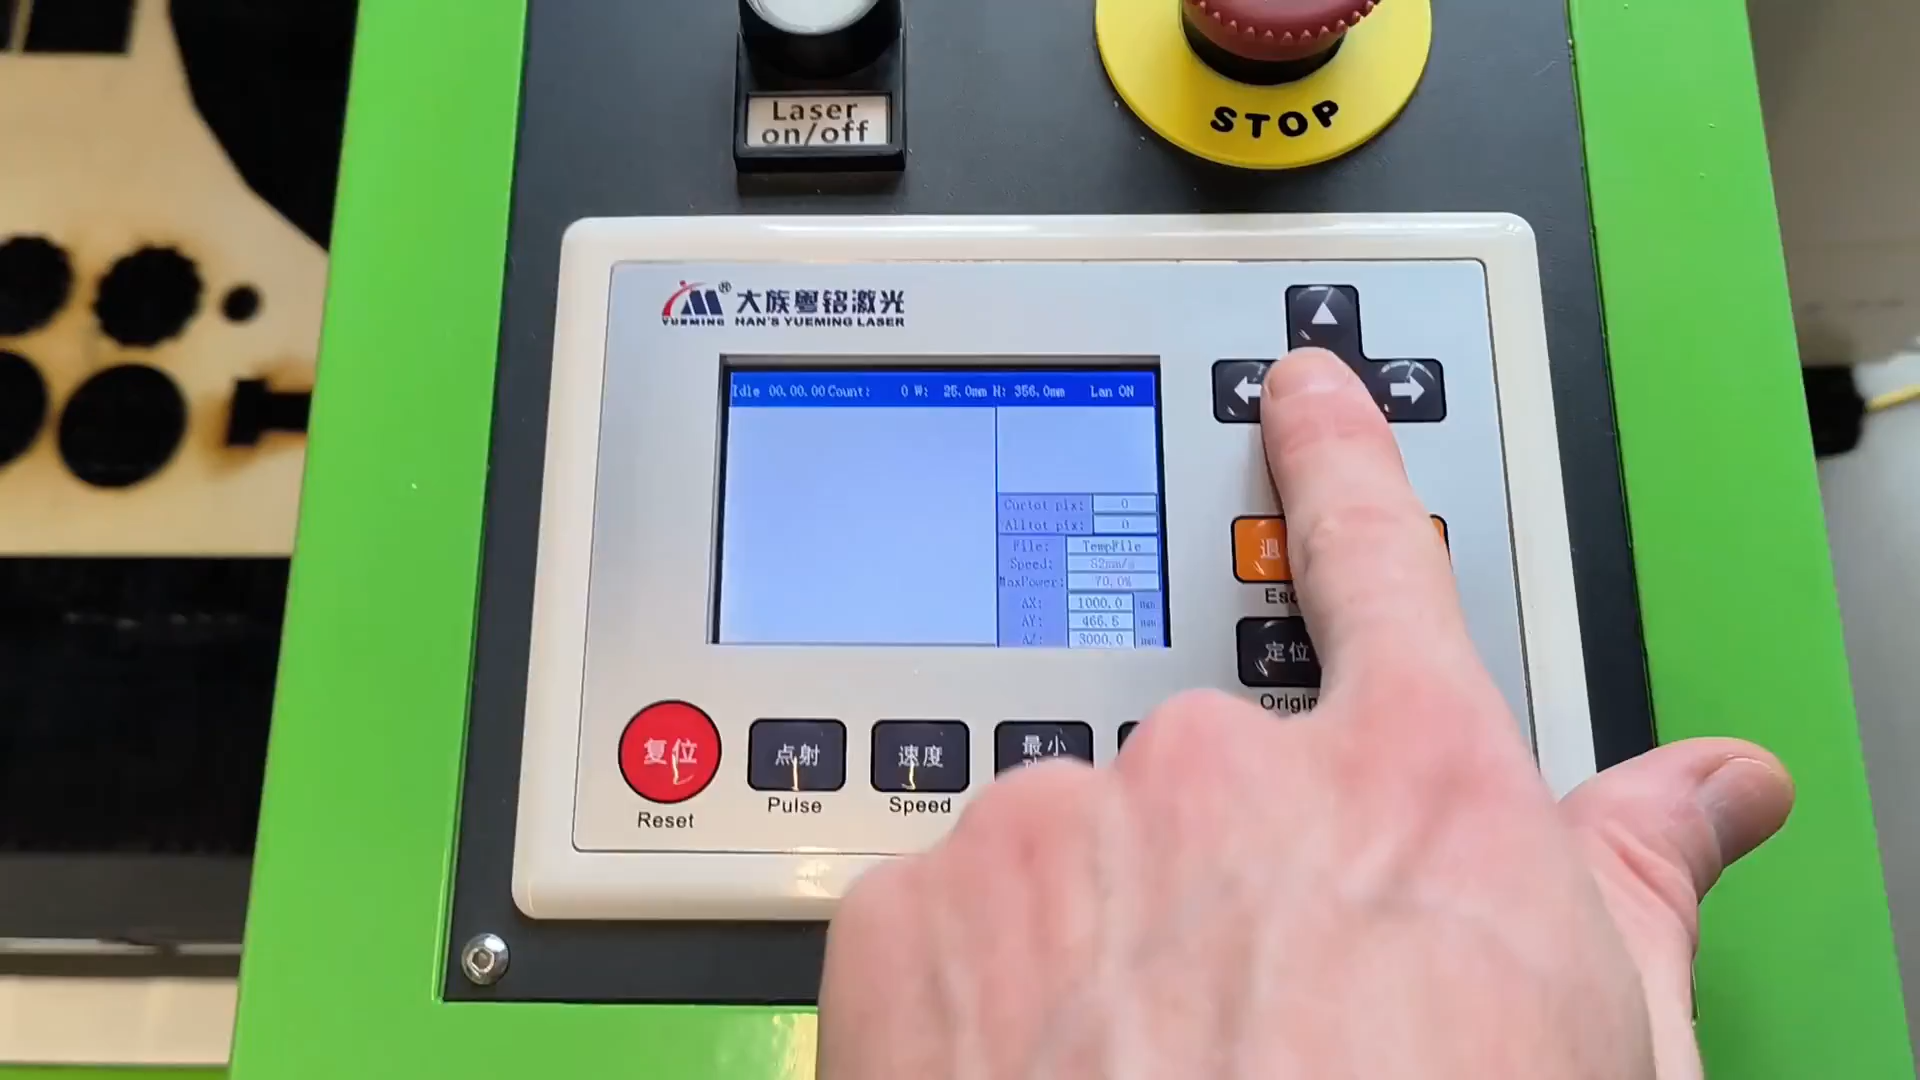 Laser
on/off
STOP
YUEMING
®
大族粤铭激光
HAN'S YUEMING LASER
Idle 00.00.00 Count: 0 W: 25.0mm H: 356.0mm Lan ON
Curtot pix: 0
Alltot pix: 0
File: TempFile
Speed: 82mm/s
MaxPower: 70.0%
AX: 1000.0 mm
AY: 466.5 mm
AZ: 3000.0 mm
退
Esc
定位
Origin
复位
Reset
点射
Pulse
速度
Speed
最小